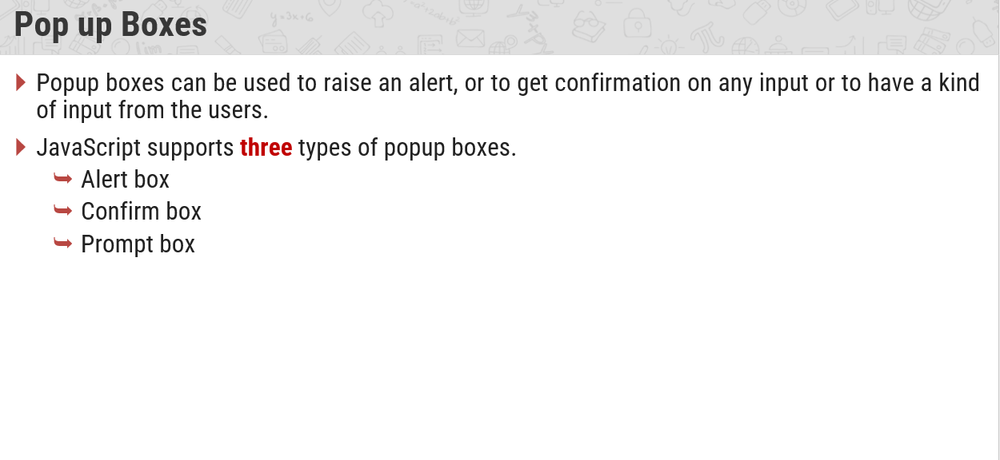 Pop up Boxes
Popup boxes can be used to raise an alert, or to get confirmation on any input or to have a kind
of input from the users.
JavaScript supports three types of popup boxes.
Alert box
Confirm box
Prompt box